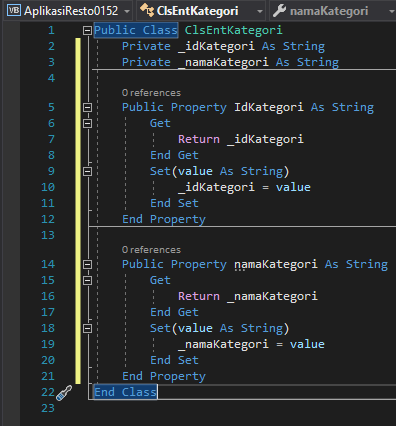 VB AplikasiResto0152 ClsEntKategori namaKategori
1 Public Class ClsEntKategori
2 Private _idKategori As String
3 Private _namaKategori As String
4
0 references
5 Public Property IdKategori As String
6 Get
7 Return _idKategori
8 End Get
9 Set(value As String)
10 _idKategori = value
11 End Set
12 End Property
13
0 references
14 Public Property namaKategori As String
15 Get
16 Return _namaKategori
17 End Get
18 Set(value As String)
19 _namaKategori = value
20 End Set
21 End Property
22 End Class
23